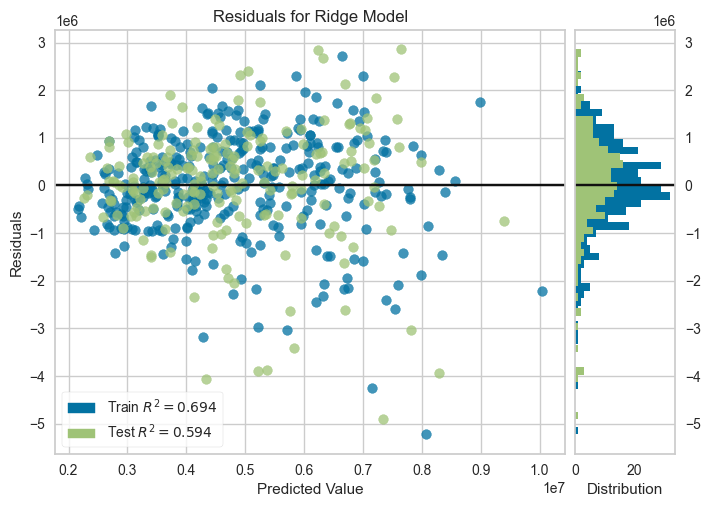 Residuals for Ridge Model
1e6
1e6
3
2
1
0
−1
−2
−3
−4
−5
Residuals
3
2
1
0
−1
−2
−3
−4
−5
Train R² = 0.694
Test R² = 0.594
0.2 0.3 0.4 0.5 0.6 0.7 0.8 0.9 1.0
1e7
Predicted Value
0 20
Distribution